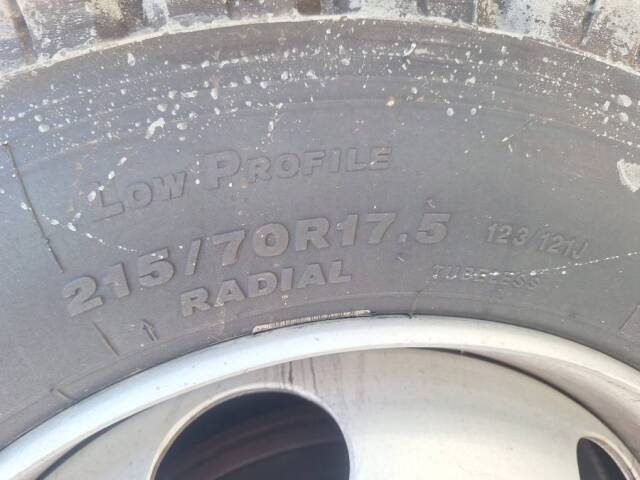 LOW PROFILE
215/70R17.5 123/121J
RADIAL TUBELESS